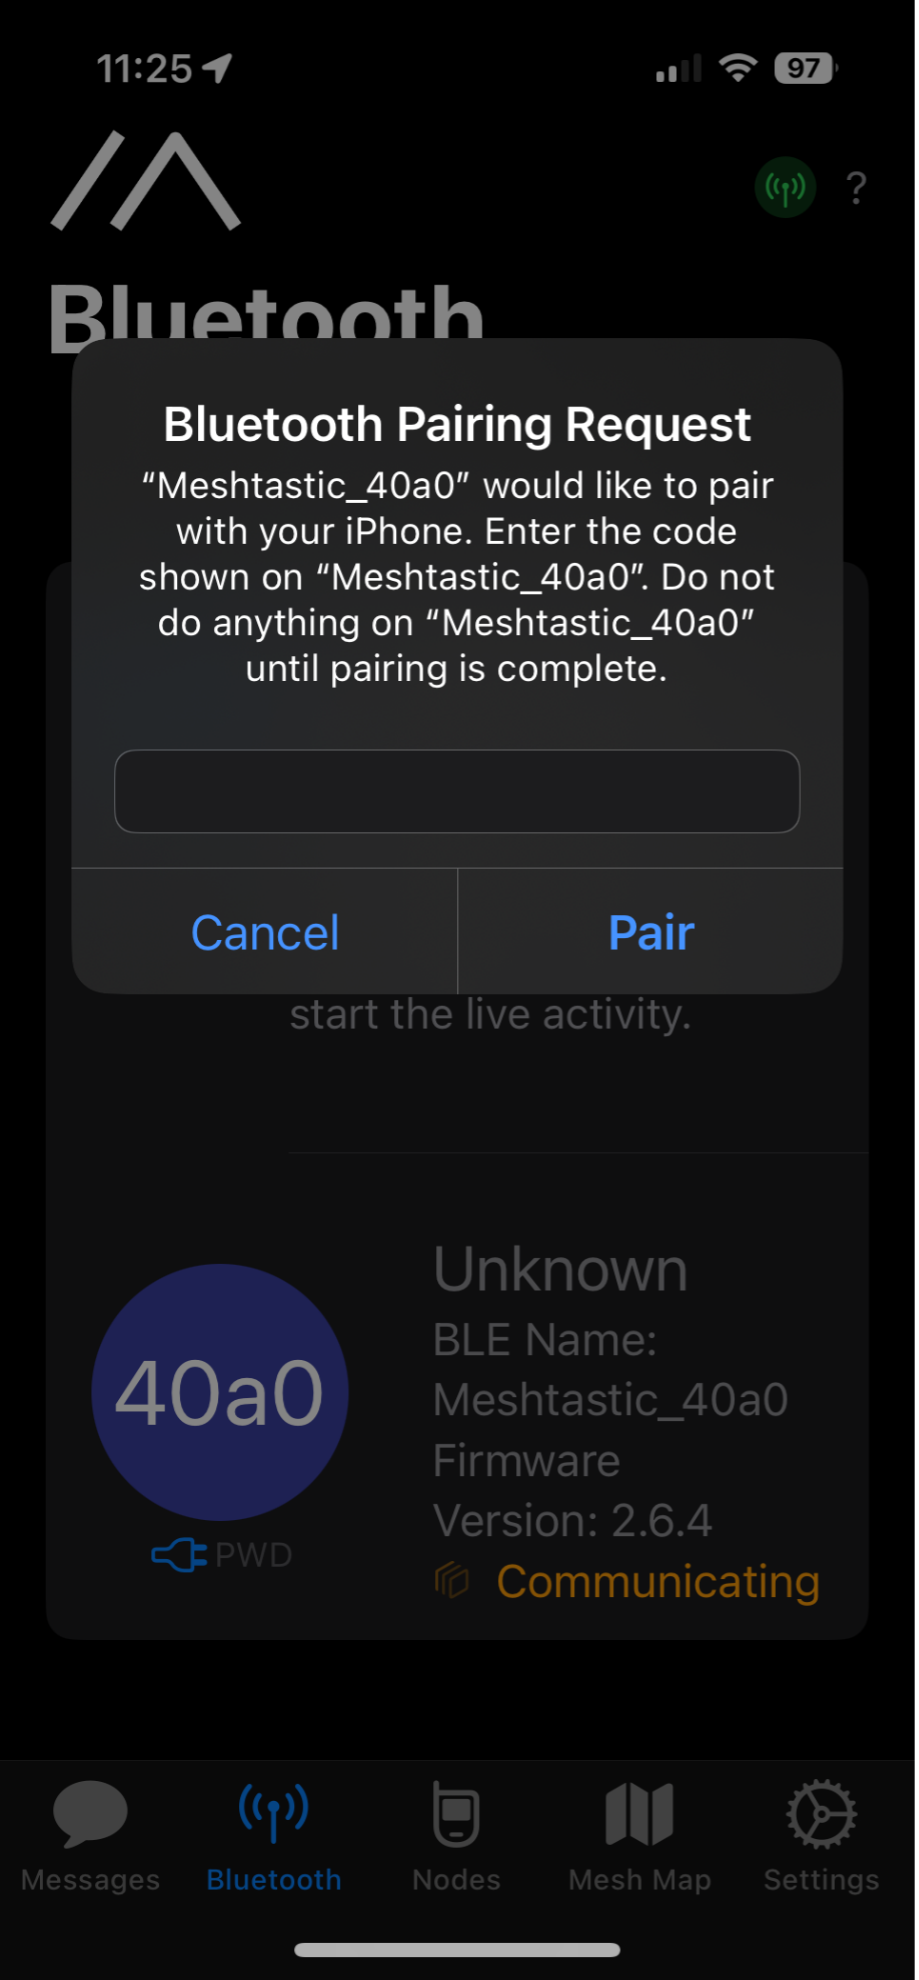 11:25
97
?
Bluetooth
Bluetooth Pairing Request
“Meshtastic_40a0” would like to pair
with your iPhone. Enter the code
shown on “Meshtastic_40a0”. Do not
do anything on “Meshtastic_40a0”
until pairing is complete.
Cancel
Pair
start the live activity.
40a0
PWD
Unknown
BLE Name:
Meshtastic_40a0
Firmware
Version: 2.6.4
Communicating
Messages
Bluetooth
Nodes
Mesh Map
Settings